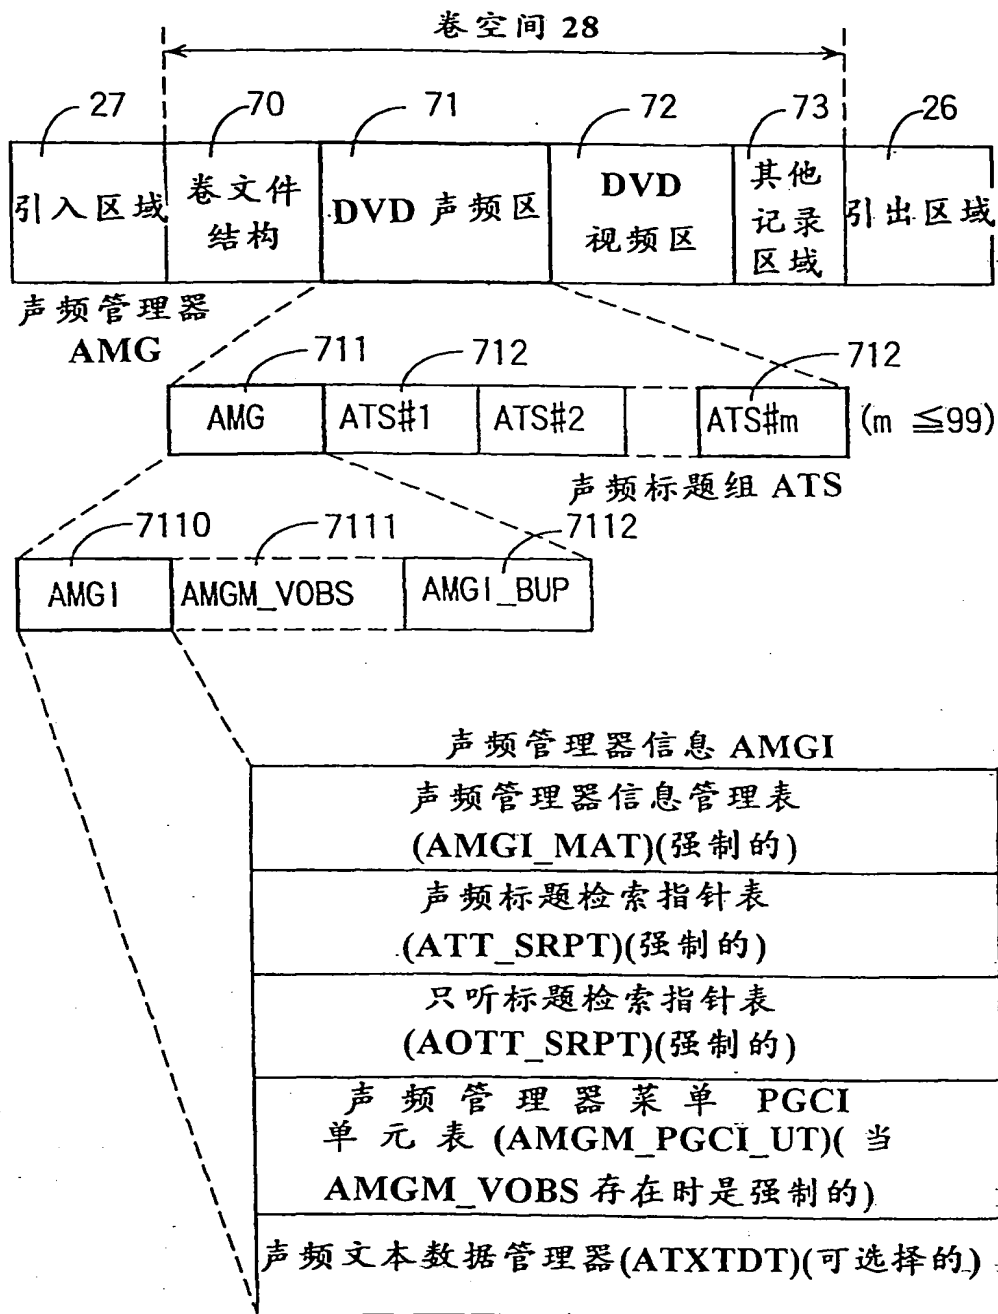 卷空间 28
27
70
71
72
73
26
引入区域
卷文件
结构
DVD 声频区
DVD
视频区
其他
记录
区域
引出区域
声频管理器
AMG
711
712
712
AMG
ATS#1
ATS#2
ATS#m
(m ≦99)
声频标题组 ATS
7110
7111
7112
AMGI
AMGM_VOBS
AMGI_BUP
声频管理器信息 AMGI
声频管理器信息管理表
(AMGI_MAT)(强制的)
声频标题检索指针表
(ATT_SRPT)(强制的)
只听标题检索指针表
(AOTT_SRPT)(强制的)
声频管理器菜单 PGCI
单元表 (AMGM_PGCI_UT)( 当
AMGM_VOBS 存在时是强制的)
声频文本数据管理器(ATXTDT)(可选择的)